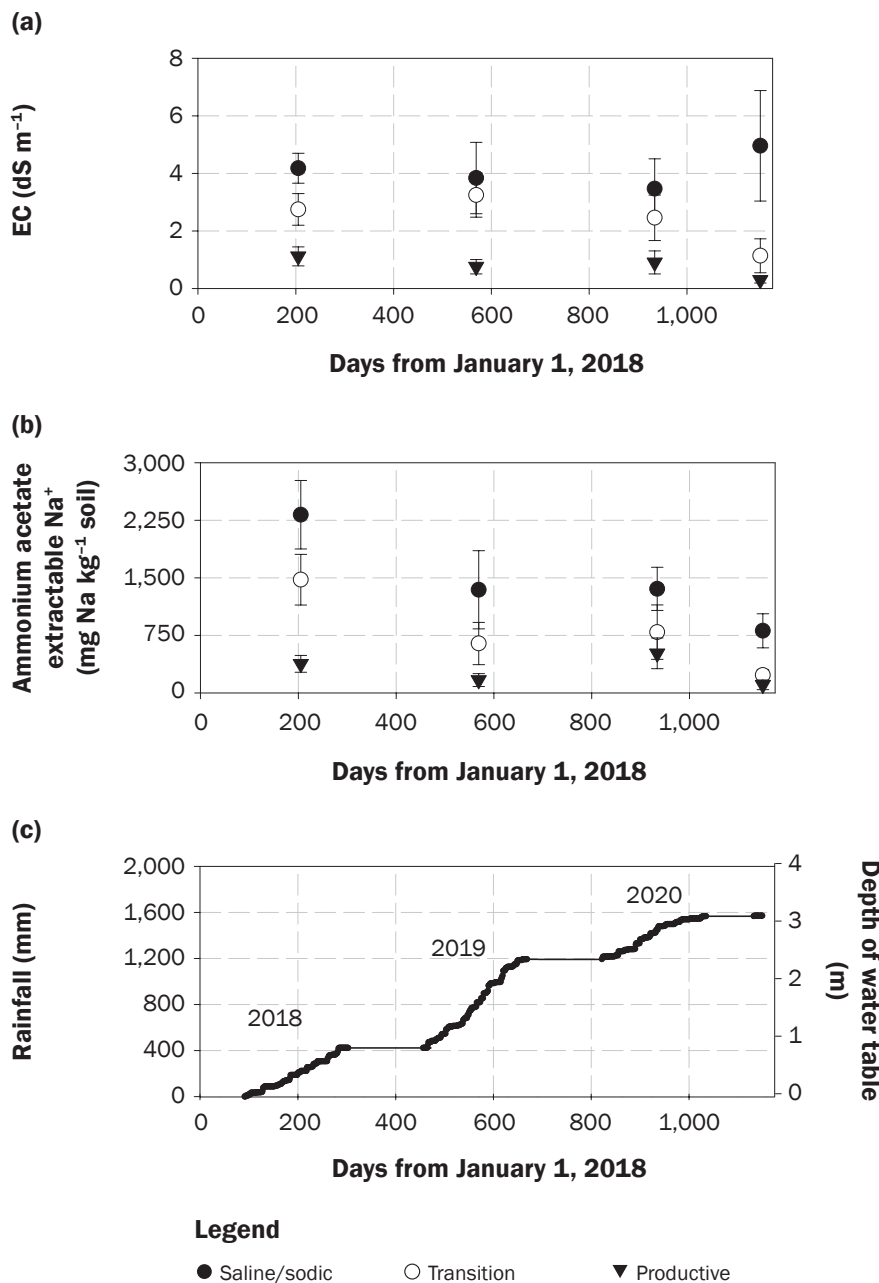 (a)
EC (dS m⁻¹)
8
6
4
2
0
0 200 400 600 800 1,000
Days from January 1, 2018
(b)
Ammonium acetate
extractable Na⁺
(mg Na kg⁻¹ soil)
3,000
2,250
1,500
750
0
0 200 400 600 800 1,000
Days from January 1, 2018
(c)
Rainfall (mm)
2,000
1,600
1,200
800
400
0
2018
2019
2020
4
3
2
1
0
Depth of water table
(m)
0 200 400 600 800 1,000
Days from January 1, 2018
Legend
Saline/sodic Transition Productive